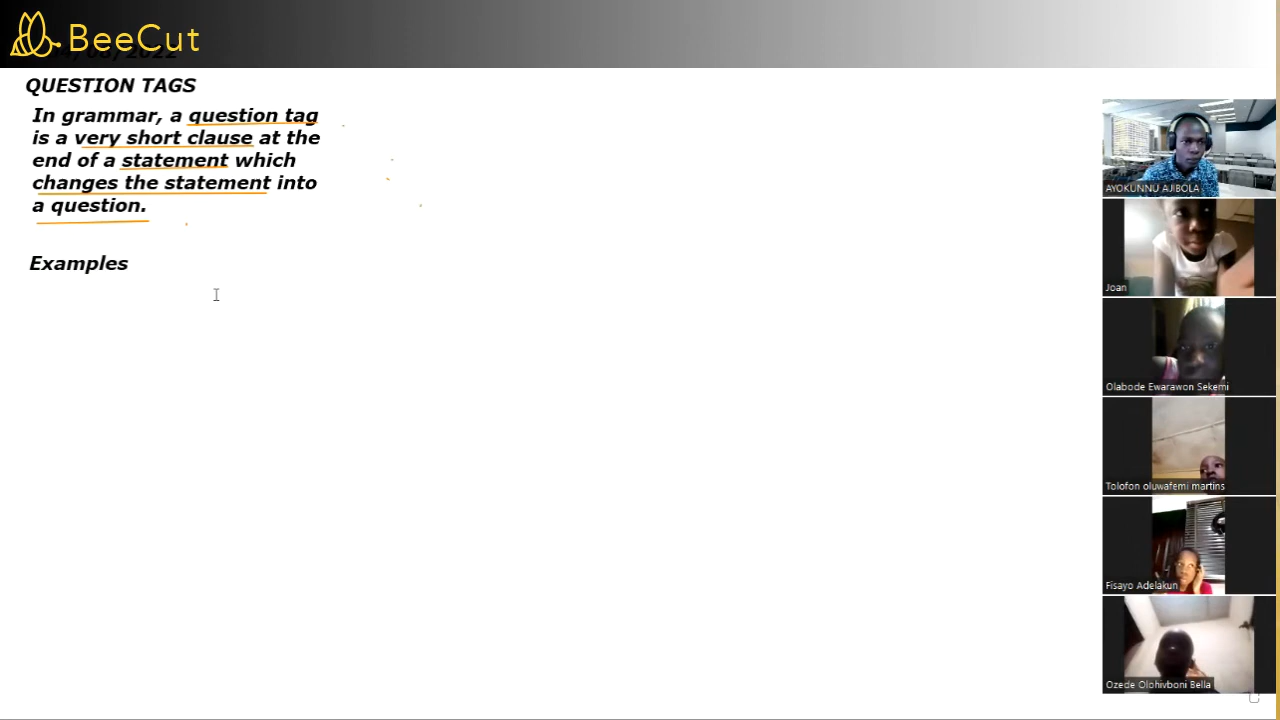 BeeCut
QUESTION TAGS
In grammar, a question tag
is a very short clause at the
end of a statement which
changes the statement into
a question.
Examples
AYOKUNNU AJIBOLA
Joan
Olabode Ewarawon Sekemi
Tolofon oluwafemi martins
Fisayo Adelakun
Ozede Olohivboni Bella